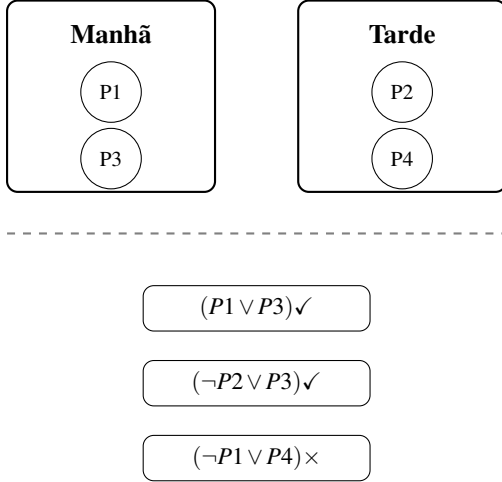 Manhã Tarde
P1 P2
P3 P4
(P1 ∨ P3)✓
(¬P2 ∨ P3)✓
(¬P1 ∨ P4)×